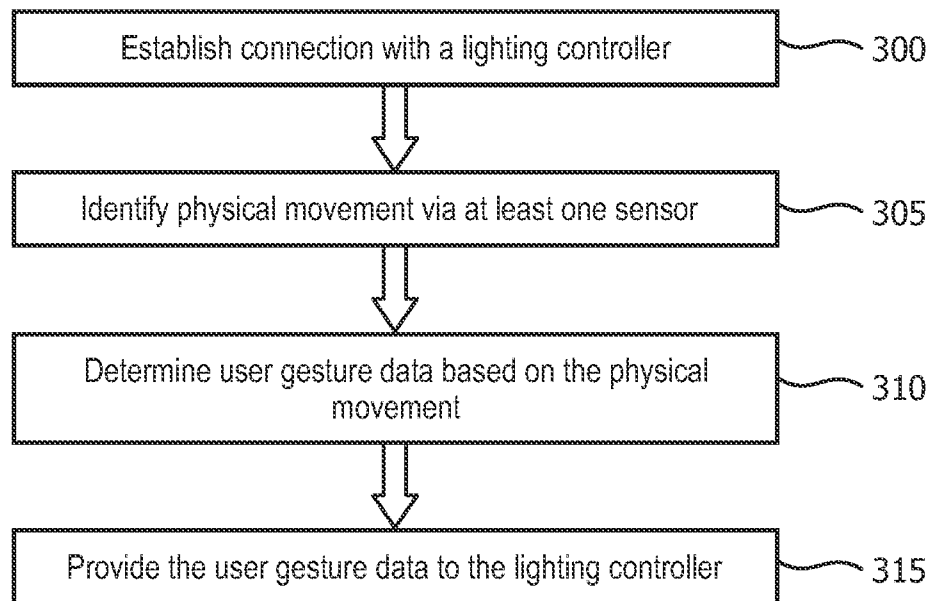 Establish connection with a lighting controller
300
Identify physical movement via at least one sensor
305
Determine user gesture data based on the physical
movement
310
Provide the user gesture data to the lighting controller
315